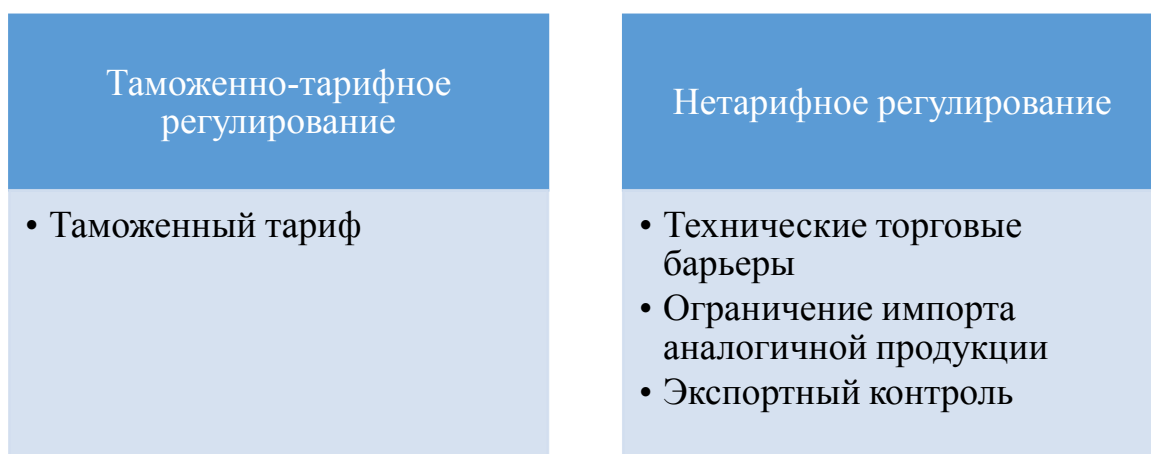 Таможенно-тарифное
регулирование
• Таможенный тариф
Нетарифное регулирование
• Технические торговые
барьеры
• Ограничение импорта
аналогичной продукции
• Экспортный контроль